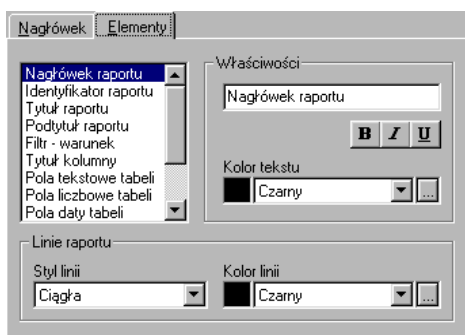 Nagłówek Elementy
Nagłówek raportu
Identyfikator raportu
Tytuł raportu
Podtytuł raportu
Filtr - warunek
Tytuł kolumny
Pola tekstowe tabeli
Pola liczbowe tabeli
Pola daty tabeli
Właściwości
Nagłówek raportu
B I U
Kolor tekstu
Czarny ...
Linie raportu
Styl linii
Ciągła
Kolor linii
Czarny ...